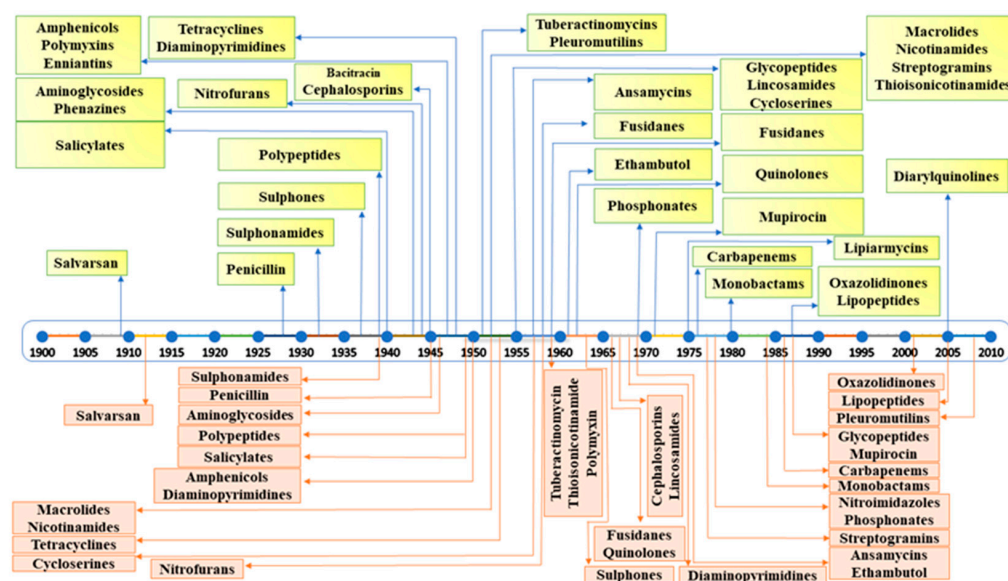 Amphenicols
Polymyxins
Enniantins
Tetracyclines
Diaminopyrimidines
Tuberactinomycins
Pleuromutilins
Macrolides
Nicotinamides
Streptogramins
Thioisonicotinamides
Aminoglycosides
Phenazines
Nitrofurans
Bacitracin
Cephalosporins
Ansamycins
Glycopeptides
Lincosamides
Cycloserines
Salicylates
Fusidanes
Fusidanes
Polypeptides
Ethambutol
Quinolones
Diarylquinolines
Sulphones
Phosphonates
Mupirocin
Sulphonamides
Lipiarmycins
Salvarsan
Penicillin
Carbapenems
Monobactams
Oxazolidinones
Lipopeptides
1900 1905 1910 1915 1920 1925 1930 1935 1940 1945 1950 1955 1960 1965 1970 1975 1980 1985 1990 1995 2000 2005 2010
Sulphonamides
Penicillin
Salvarsan
Aminoglycosides
Polypeptides
Salicylates
Amphenicols
Diaminopyrimidines
Macrolides
Nicotinamides
Tetracyclines
Cycloserines
Nitrofurans
Tuberactinomycin
Thioisonicotinamide
Polymyxin
Cephalosporins
Lincosamides
Fusidanes
Quinolones
Sulphones
Diaminopyrimidines
Oxazolidinones
Lipopeptides
Pleuromutilins
Glycopeptides
Mupirocin
Carbapenems
Monobactams
Nitroimidazoles
Phosphonates
Streptogramins
Ansamycins
Ethambutol